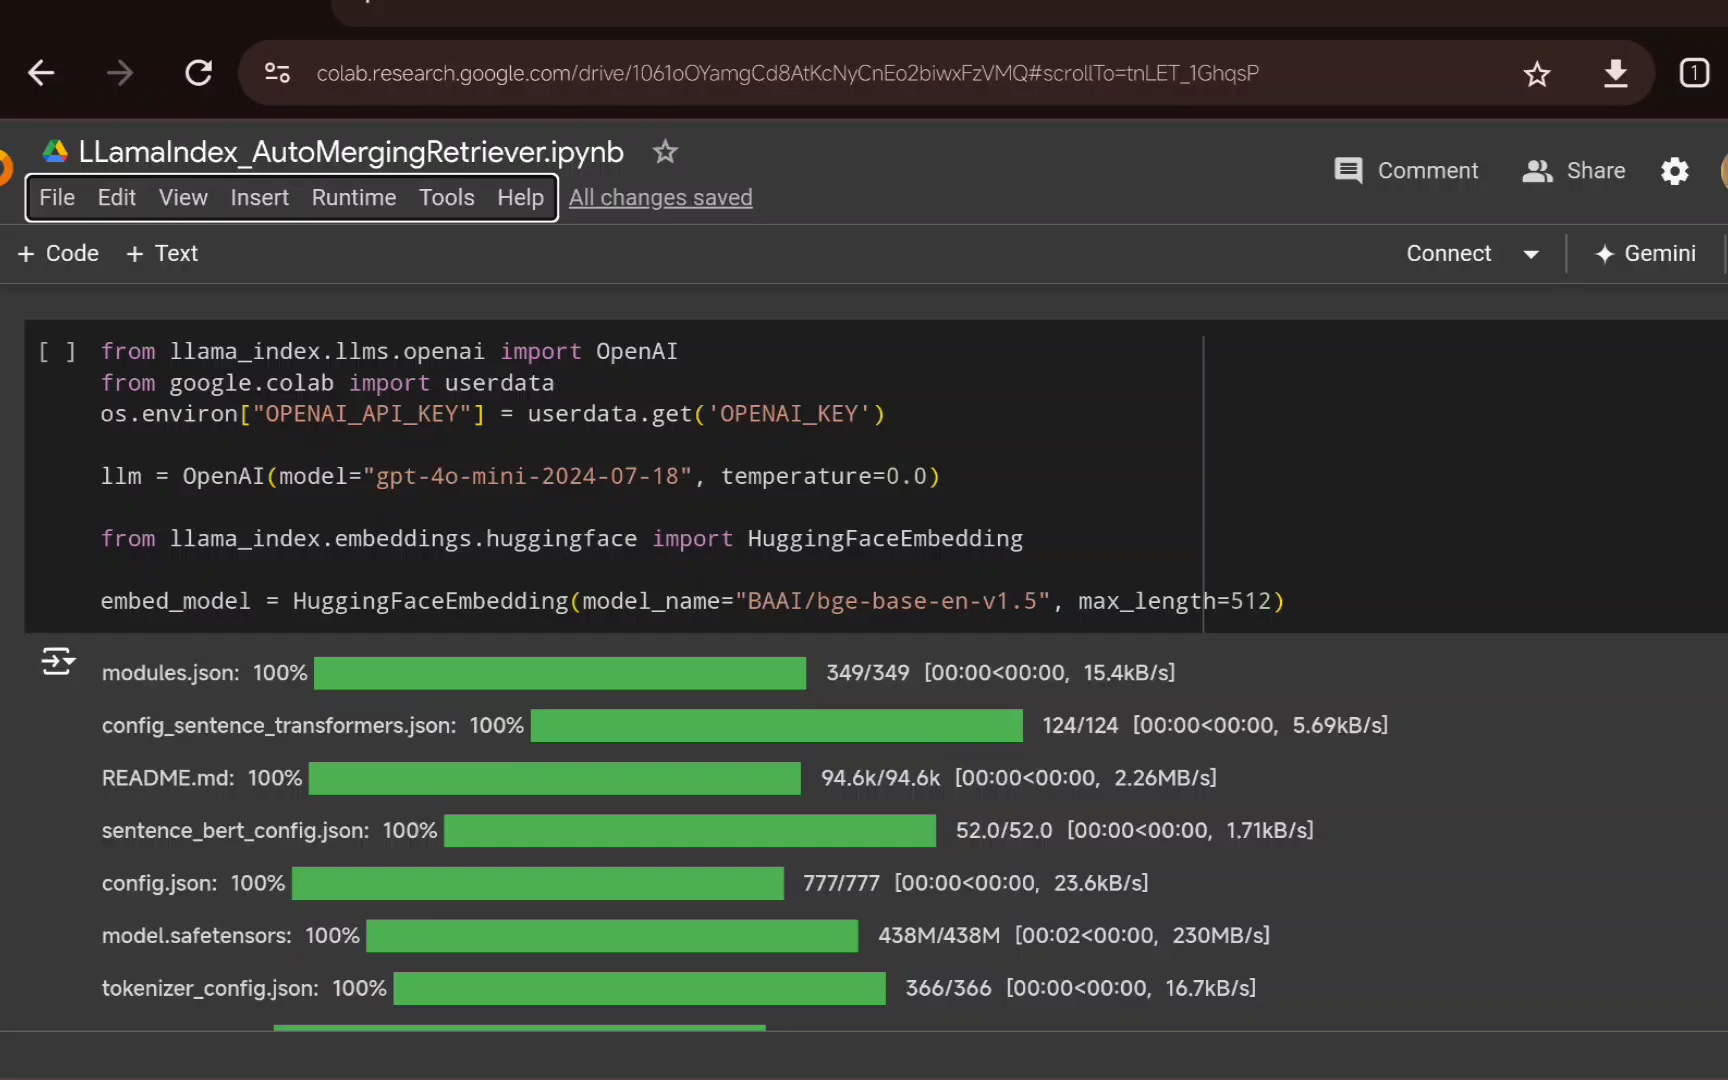 colab.research.google.com/drive/1061oOYamgCd8AtKcNyCnEo2biwxFzVMQ#scrollTo=tnLET_1GhqsP
1
LLamaIndex_AutoMergingRetriever.ipynb
Comment Share
File Edit View Insert Runtime Tools Help All changes saved
+ Code + Text Connect Gemini
[ ] from llama_index.llms.openai import OpenAI
from google.colab import userdata
os.environ["OPENAI_API_KEY"] = userdata.get('OPENAI_KEY')
llm = OpenAI(model="gpt-4o-mini-2024-07-18", temperature=0.0)
from llama_index.embeddings.huggingface import HuggingFaceEmbedding
embed_model = HuggingFaceEmbedding(model_name="BAAI/bge-base-en-v1.5", max_length=512)
modules.json: 100% 349/349 [00:00<00:00, 15.4kB/s]
config_sentence_transformers.json: 100% 124/124 [00:00<00:00, 5.69kB/s]
README.md: 100% 94.6k/94.6k [00:00<00:00, 2.26MB/s]
sentence_bert_config.json: 100% 52.0/52.0 [00:00<00:00, 1.71kB/s]
config.json: 100% 777/777 [00:00<00:00, 23.6kB/s]
model.safetensors: 100% 438M/438M [00:02<00:00, 230MB/s]
tokenizer_config.json: 100% 366/366 [00:00<00:00, 16.7kB/s]